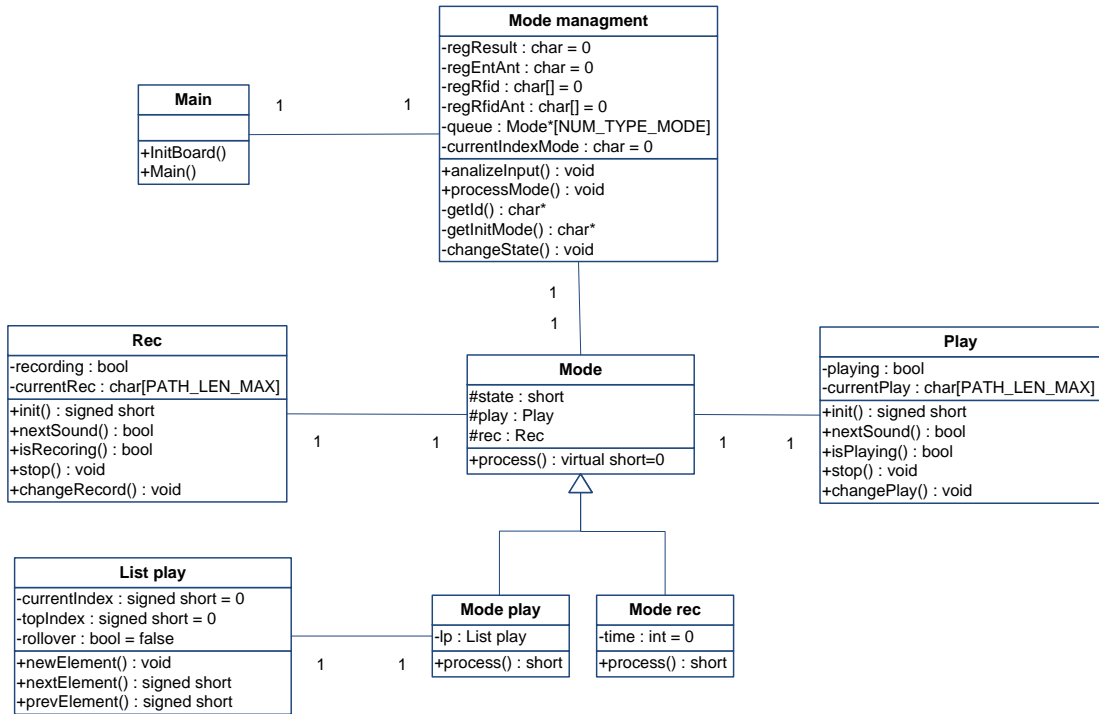 Mode managment
-regResult : char = 0
-regEntAnt : char = 0
-regRfid : char[] = 0
-regRfidAnt : char[] = 0
-queue : Mode*[NUM_TYPE_MODE]
-currentIndexMode : char = 0
+analizeInput() : void
+processMode() : void
-getId() : char*
-getInitMode() : char*
-changeState() : void
Main
+InitBoard()
+Main()
1
1
1
1
Rec
-recording : bool
-currentRec : char[PATH_LEN_MAX]
+init() : signed short
+nextSound() : bool
+isRecoring() : bool
+stop() : void
+changeRecord() : void
1
1
Mode
#state : short
#play : Play
#rec : Rec
+process() : virtual short=0
1
1
Play
-playing : bool
-currentPlay : char[PATH_LEN_MAX]
+init() : signed short
+nextSound() : bool
+isPlaying() : bool
+stop() : void
+changePlay() : void
List play
-currentIndex : signed short = 0
-topIndex : signed short = 0
-rollover : bool = false
+newElement() : void
+nextElement() : signed short
+prevElement() : signed short
1
1
Mode play
-lp : List play
+process() : short
Mode rec
-time : int = 0
+process() : short